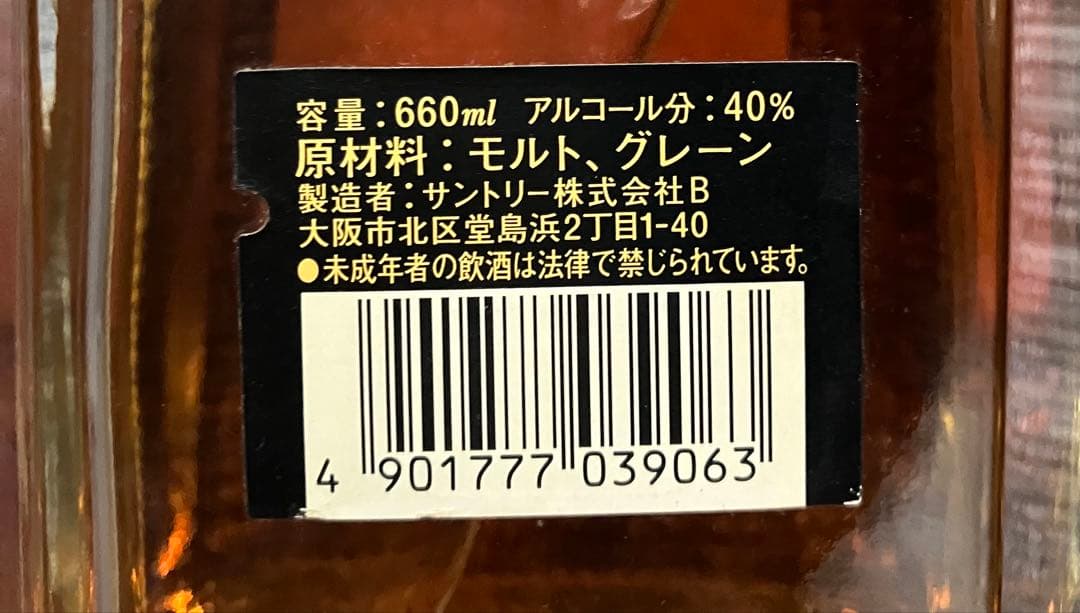 容量：660ml アルコール分：40%
原材料：モルト、グレーン
製造者：サントリー株式会社B
大阪市北区堂島浜2丁目1-40
●未成年者の飲酒は法律で禁じられています。
4 901777 039063